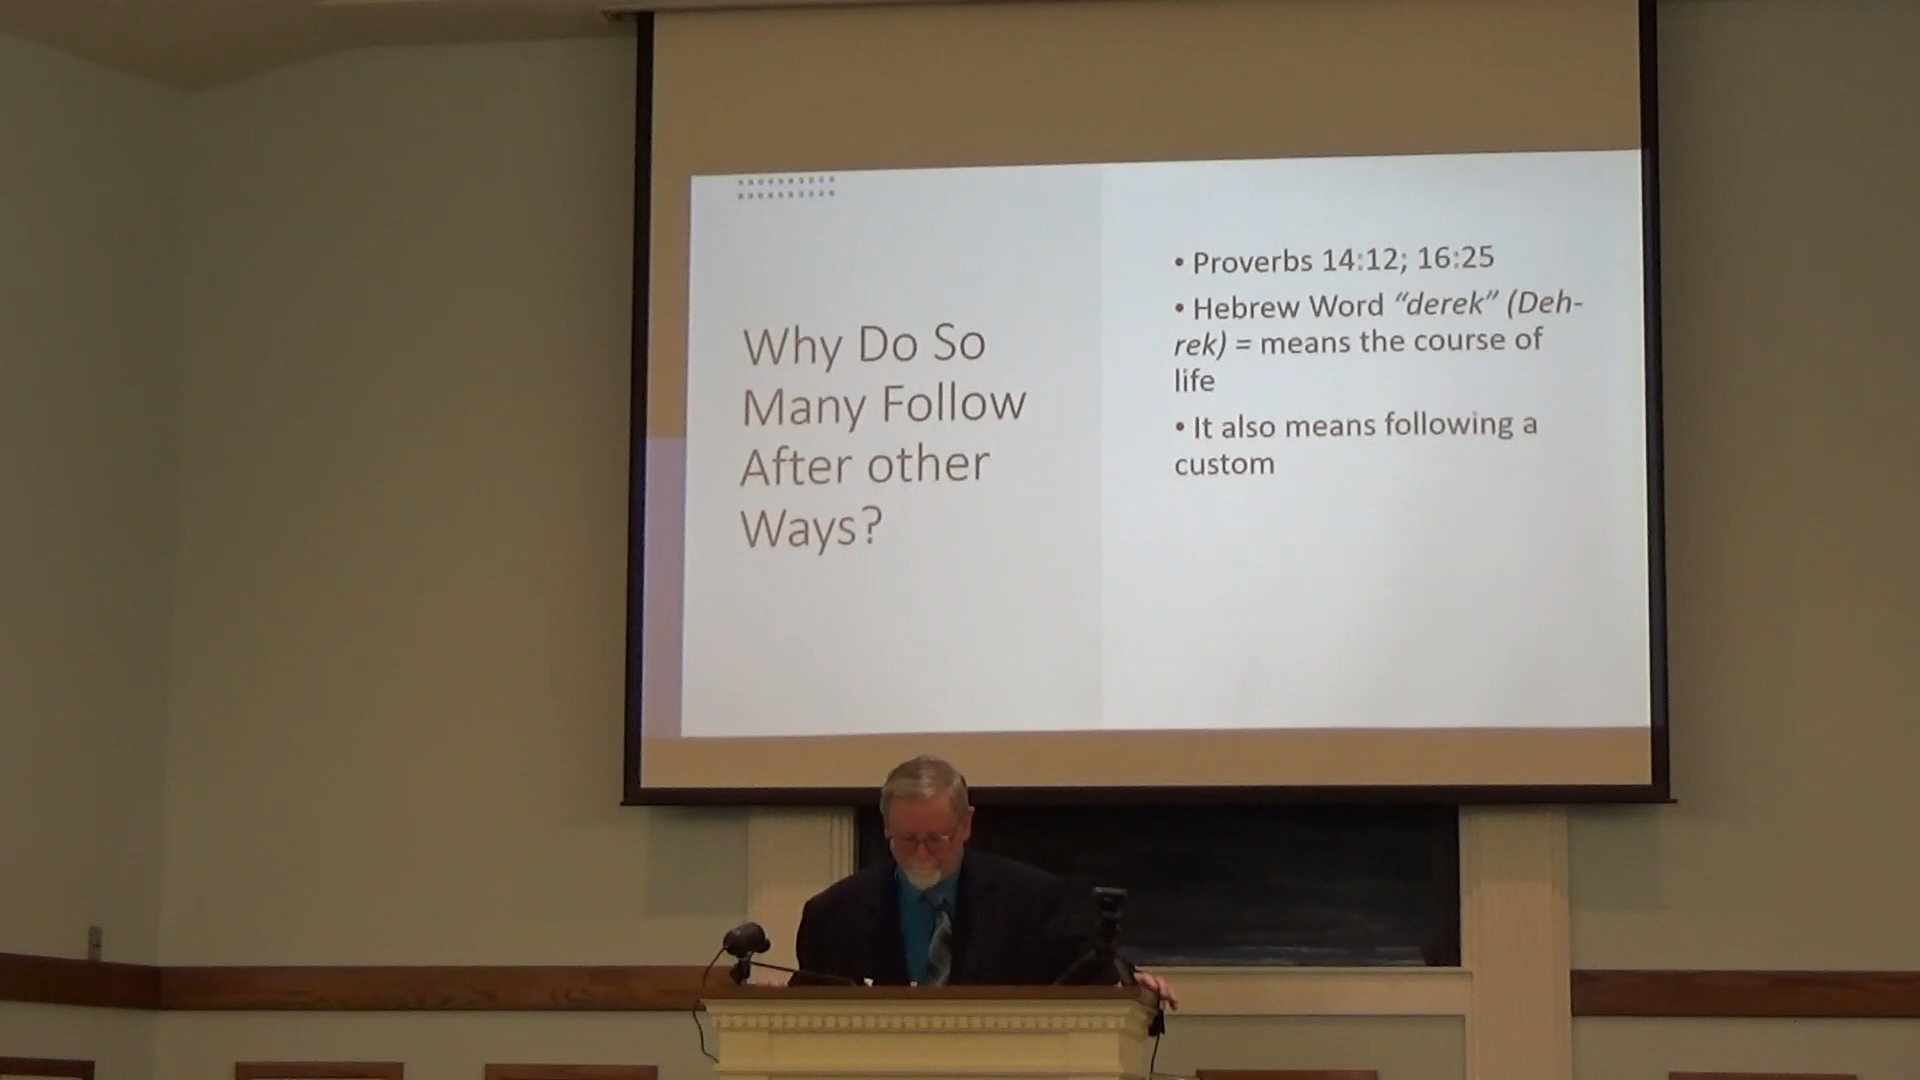 Why Do So
Many Follow
After other
Ways?
• Proverbs 14:12; 16:25
• Hebrew Word “derek” (Deh-
rek) = means the course of
life
• It also means following a
custom